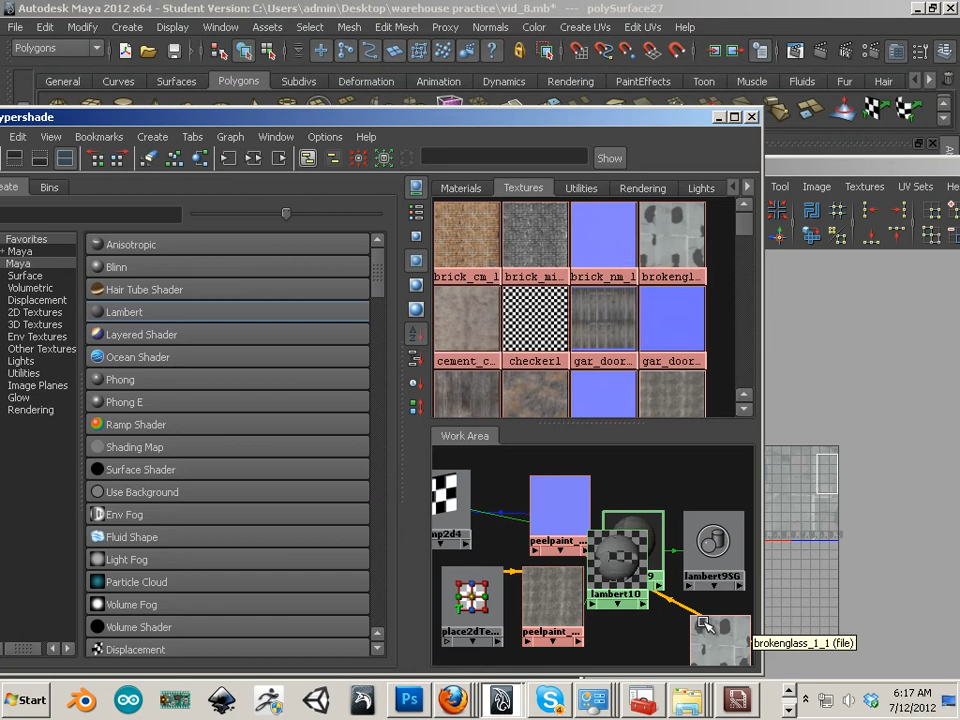 Autodesk Maya 2012 x64 - Student Version: C:\Users\admin\Desktop\warehouse practice\vid_8.mb* --- polySurface27
File Edit Modify Create Display Window Assets Select Mesh Edit Mesh Proxy Normals Color Create UVs Edit UVs Help
Polygons
General Curves Surfaces Polygons Subdivs Deformation Animation Dynamics Rendering PaintEffects Toon Muscle Fluids Fur Hair
ypershade
Edit View Bookmarks Create Tabs Graph Window Options Help
Show
Tool Image Textures UV Sets He
eate Bins
Materials Textures Utilities Rendering Lights
Favorites
+ Maya
Maya
Surface
Volumetric
Displacement
2D Textures
3D Textures
Env Textures
Other Textures
Lights
Utilities
Image Planes
Glow
Rendering
Anisotropic
Blinn
Hair Tube Shader
Lambert
Layered Shader
Ocean Shader
Phong
Phong E
Ramp Shader
Shading Map
Surface Shader
Use Background
Env Fog
Fluid Shape
Light Fog
Particle Cloud
Volume Fog
Volume Shader
Displacement
brick_cm_1 brick_mi... brick_nm_1 brokengl...
cement_c... checker1 gar_door... gar_door...
Work Area
mp2d4
peelpaint_...
9
lambert9SG
lambert10
place2dTe...
peelpaint_...
brokenglass_1_1 (file)
Start
Ps
6:17 AM
7/12/2012